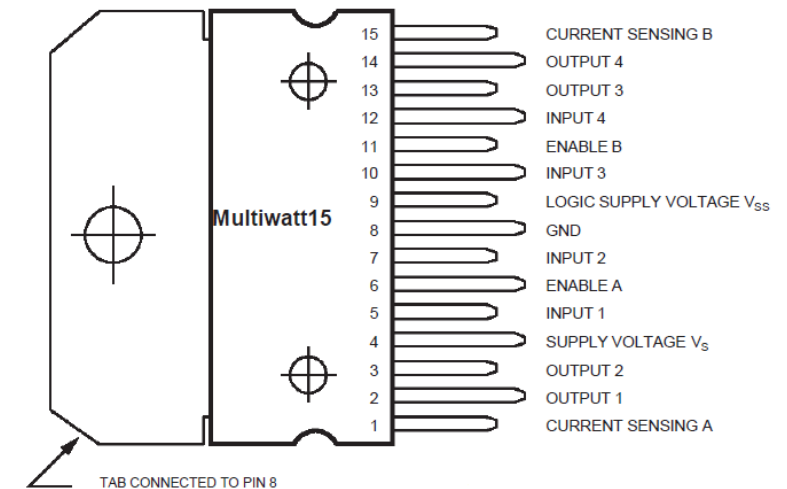 15 CURRENT SENSING B
14 OUTPUT 4
13 OUTPUT 3
12 INPUT 4
11 ENABLE B
10 INPUT 3
9 LOGIC SUPPLY VOLTAGE VSS
Multiwatt15
8 GND
7 INPUT 2
6 ENABLE A
5 INPUT 1
4 SUPPLY VOLTAGE VS
3 OUTPUT 2
2 OUTPUT 1
1 CURRENT SENSING A
TAB CONNECTED TO PIN 8